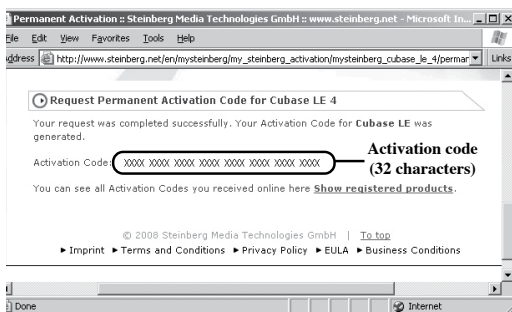 Permanent Activation :: Steinberg Media Technologies GmbH :: www.steinberg.net - Microsoft In...
File Edit View Favorites Tools Help
Address http://www.steinberg.net/en/mysteinberg/my_steinberg_activation/mysteinberg_cubase_le_4/permar Links
Request Permanent Activation Code for Cubase LE 4
Your request was completed successfully. Your Activation Code for Cubase LE was
generated.
Activation Code: XXXX XXXX XXXX XXXX XXXX XXXX XXXX XXXX
Activation code
(32 characters)
You can see all Activation Codes you received online here Show registered products.
© 2008 Steinberg Media Technologies GmbH | To top
Imprint Terms and Conditions Privacy Policy EULA Business Conditions
Done Internet